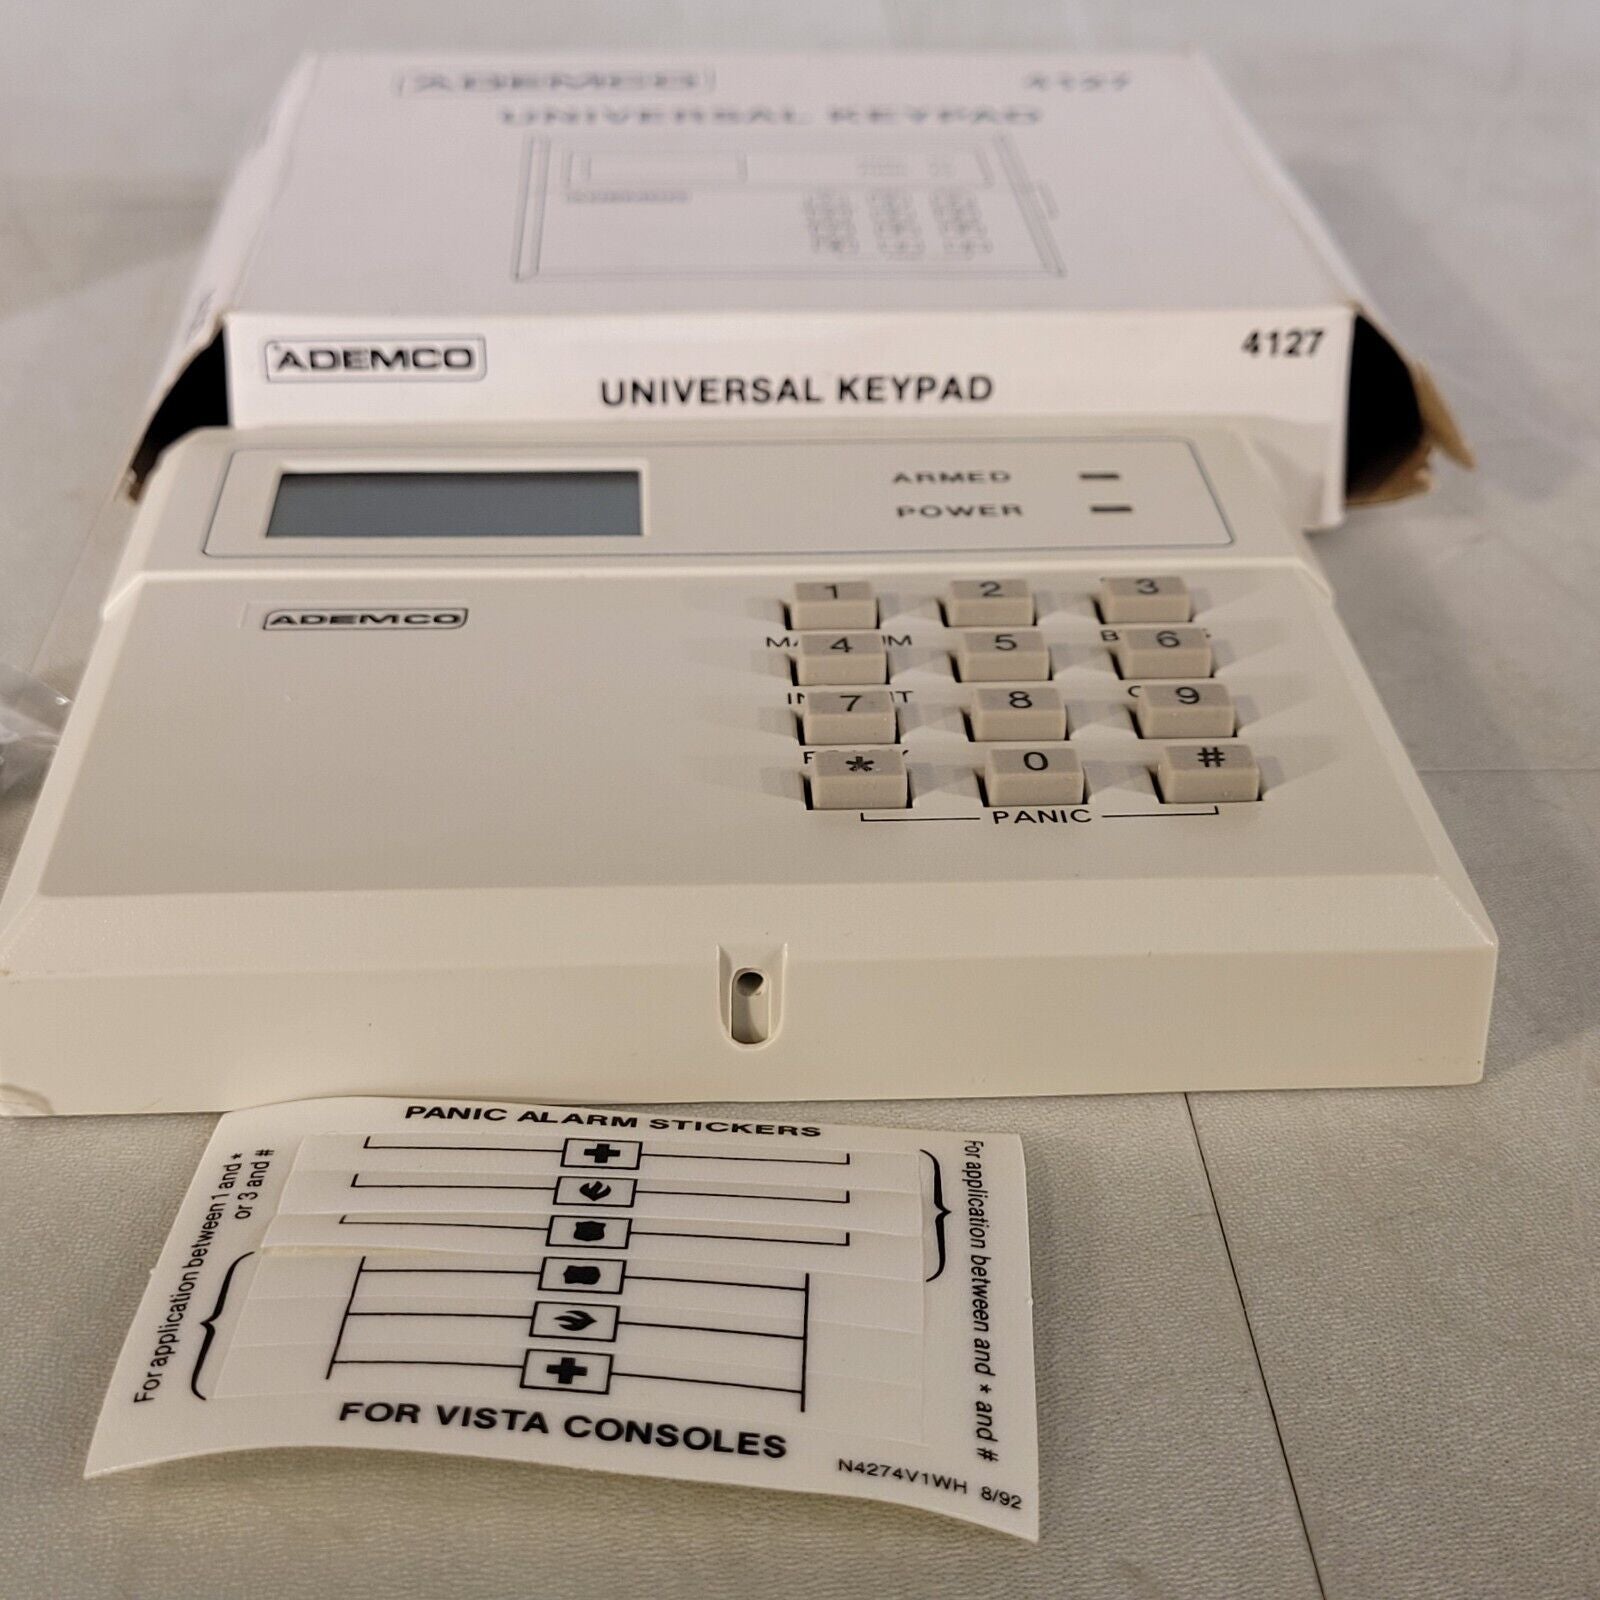 ADEMCO 4127
UNIVERSAL KEYPAD
ADEMCO 4127
UNIVERSAL KEYPAD
ARMED
POWER
ADEMCO
1 2 3
4 5 6
7 8 9
* 0 #
PANIC
PANIC ALARM STICKERS
For application between 1 and *
or 3 and #
For application between and * and #
FOR VISTA CONSOLES
N4274V1WH 8/92